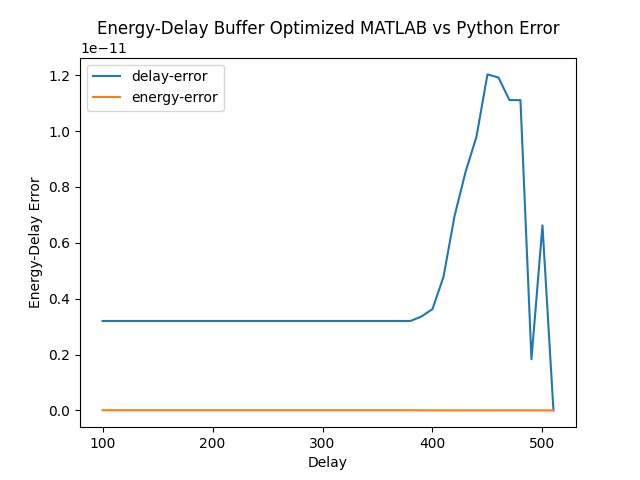 Energy-Delay Buffer Optimized MATLAB vs Python Error
1e−11
delay-error
energy-error
1.2
1.0
0.8
0.6
0.4
0.2
0.0
Energy-Delay Error
100 200 300 400 500
Delay